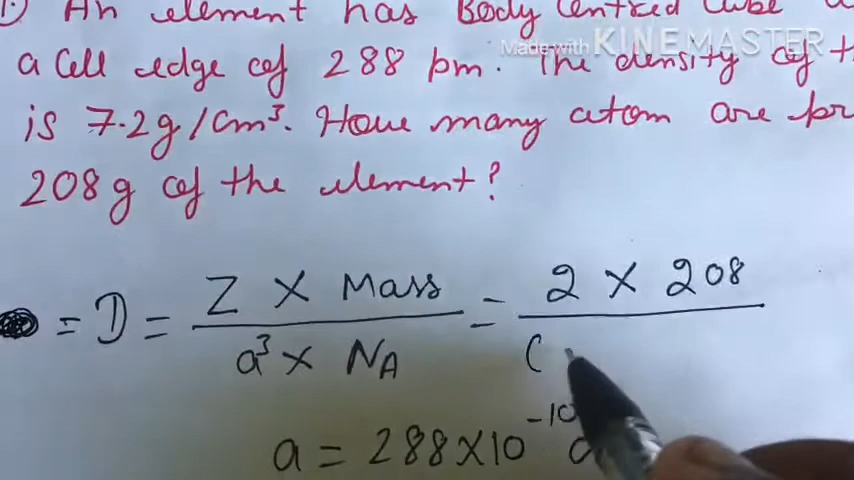 An element has Body Centred Cube
Made with KINEMASTER
a Cell edge of 288 pm. The density of
is 7.2g/cm³. How many atom are
208g of the element?
= D = Z × Mass / a³ × NA = 2 × 208 / (
a = 288×10⁻¹⁰